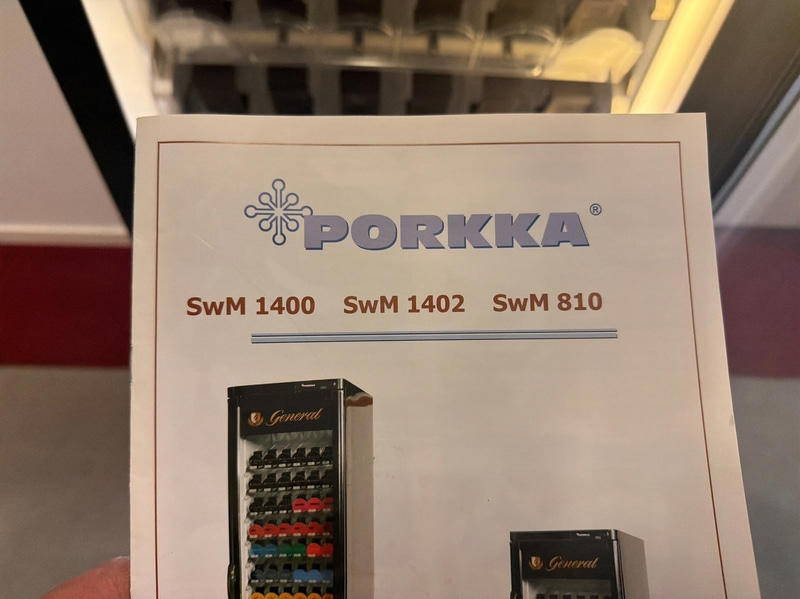 PORKKA®
SwM 1400 SwM 1402 SwM 810
General
General